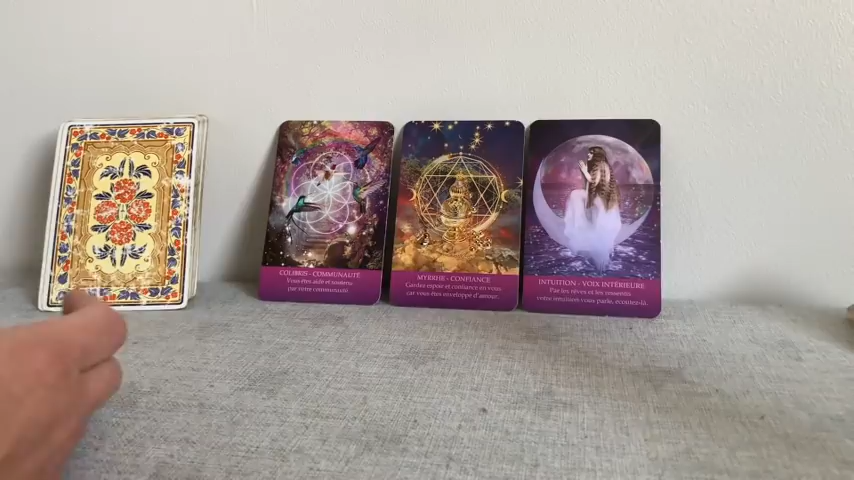 COLIBRIS - COMMUNAUTÉ
Vous êtes aidé et soutenu
par votre communauté.
MYRRHE - CONFIANCE
Gardez espoir et confiance en vous
car vous êtes enveloppé d'amour.
INTUITION - VOIX INTÉRIEURE
Par les rêves et les ressentis
votre intuition vous parle, écoutez-là.